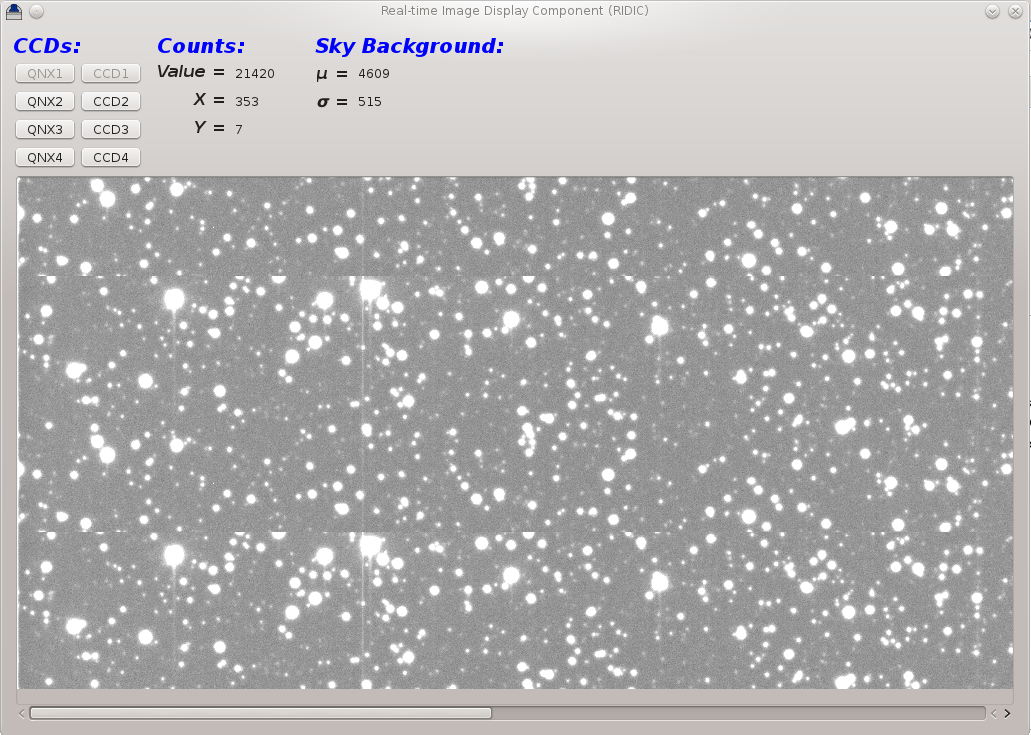 Real-time Image Display Component (RIDIC)
CCDs: Counts: Sky Background:
QNX1 CCD1 Value = 21420 μ = 4609
QNX2 CCD2 X = 353 σ = 515
QNX3 CCD3 Y = 7
QNX4 CCD4